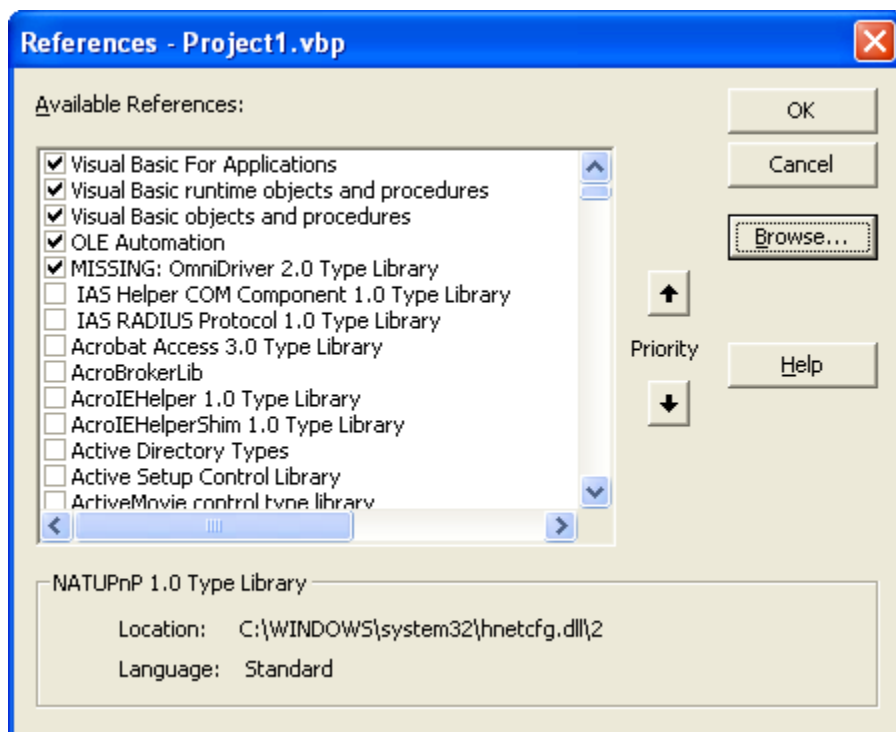 References - Project1.vbp
Available References:
OK
Cancel
Browse...
Visual Basic For Applications
Visual Basic runtime objects and procedures
Visual Basic objects and procedures
OLE Automation
MISSING: OmniDriver 2.0 Type Library
IAS Helper COM Component 1.0 Type Library
IAS RADIUS Protocol 1.0 Type Library
Acrobat Access 3.0 Type Library
AcroBrokerLib
AcroIEHelper 1.0 Type Library
AcroIEHelperShim 1.0 Type Library
Active Directory Types
Active Setup Control Library
ActiveMovie control type library
Priority
Help
NATUPnP 1.0 Type Library
Location: C:\WINDOWS\system32\hnetcfg.dll\2
Language: Standard